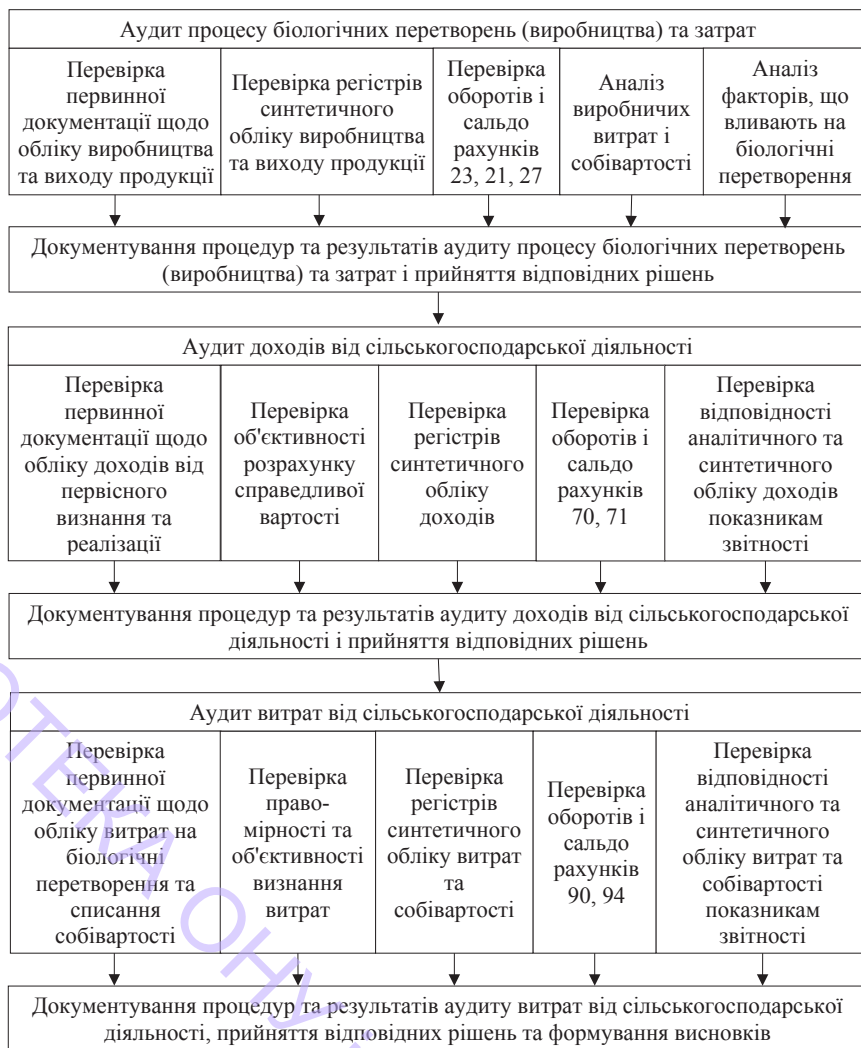 Аудит процесу біологічних перетворень (виробництва) та затрат
Перевірка
первинної
документації щодо
обліку виробництва
та виходу продукції
Перевірка регістрів
синтетичного
обліку виробництва
та виходу продукції
Перевірка
оборотів і
сальдо
рахунків
23, 21, 27
Аналіз
виробничих
витрат і
собівартості
Аналіз
факторів, що
впливають на
біологічні
перетворення
Документування процедур та результатів аудиту процесу біологічних перетворень
(виробництва) та затрат і прийняття відповідних рішень
Аудит доходів від сільськогосподарської діяльності
Перевірка
первинної
документації щодо
обліку доходів від
первісного
визнання та
реалізації
Перевірка
об'єктивності
розрахунку
справедливої
вартості
Перевірка
регістрів
синтетичного
обліку
доходів
Перевірка
оборотів і
сальдо
рахунків
70, 71
Перевірка
відповідності
аналітичного та
синтетичного
обліку доходів
показникам
звітності
Документування процедур та результатів аудиту доходів від сільськогосподарської
діяльності і прийняття відповідних рішень
Аудит витрат від сільськогосподарської діяльності
Перевірка
первинної
документації щодо
обліку витрат на
біологічні
перетворення та
списання
собівартості
Перевірка
право-
мірності та
об'єктивності
визнання
витрат
Перевірка
регістрів
синтетичного
обліку витрат
та
собівартості
Перевірка
оборотів і
сальдо
рахунків
90, 94
Перевірка
відповідності
аналітичного та
синтетичного
обліку витрат та
собівартості
показникам
звітності
Документування процедур та результатів аудиту витрат від сільськогосподарської
діяльності, прийняття відповідних рішень та формування висновків
ОТЕКА ОНУ